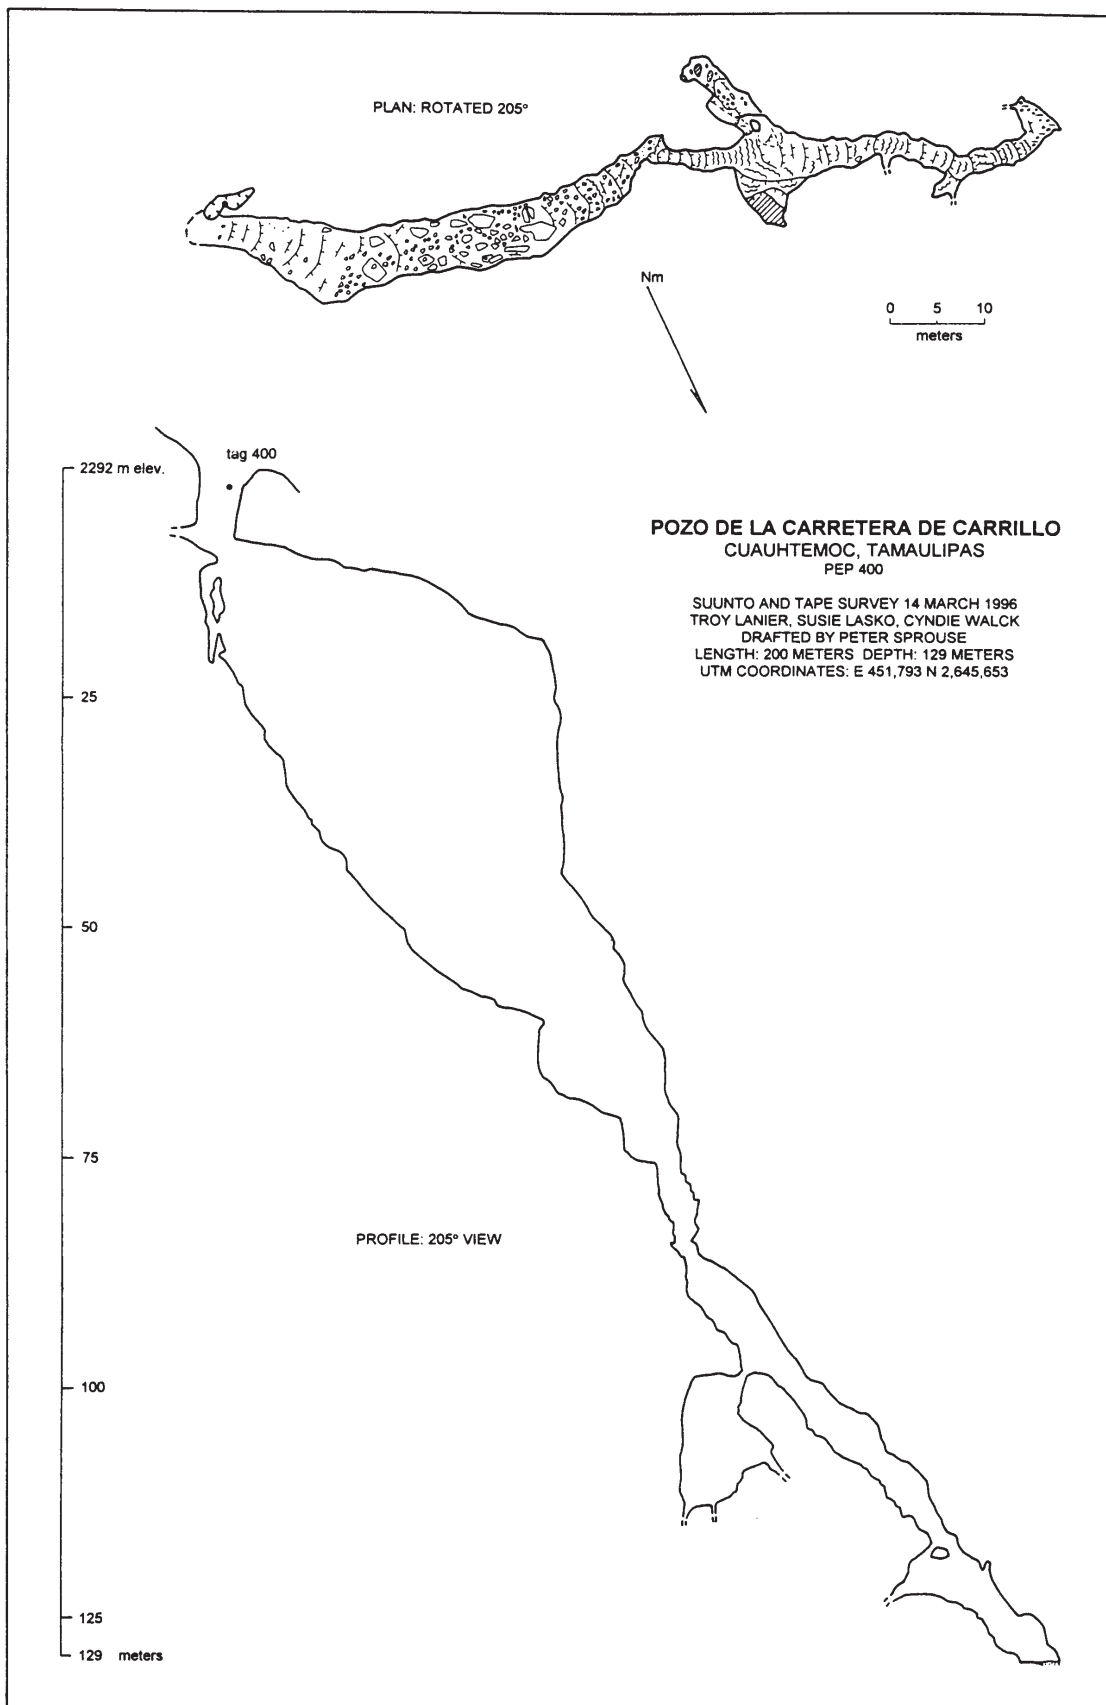 PLAN: ROTATED 205°
Nm
0 5 10
meters
2292 m elev.
tag 400
POZO DE LA CARRETERA DE CARRILLO
CUAUHTEMOC, TAMAULIPAS
PEP 400
SUUNTO AND TAPE SURVEY 14 MARCH 1996
TROY LANIER, SUSIE LASKO, CYNDIE WALCK
DRAFTED BY PETER SPROUSE
LENGTH: 200 METERS DEPTH: 129 METERS
UTM COORDINATES: E 451,793 N 2,645,653
25
50
75
PROFILE: 205° VIEW
100
125
129 meters